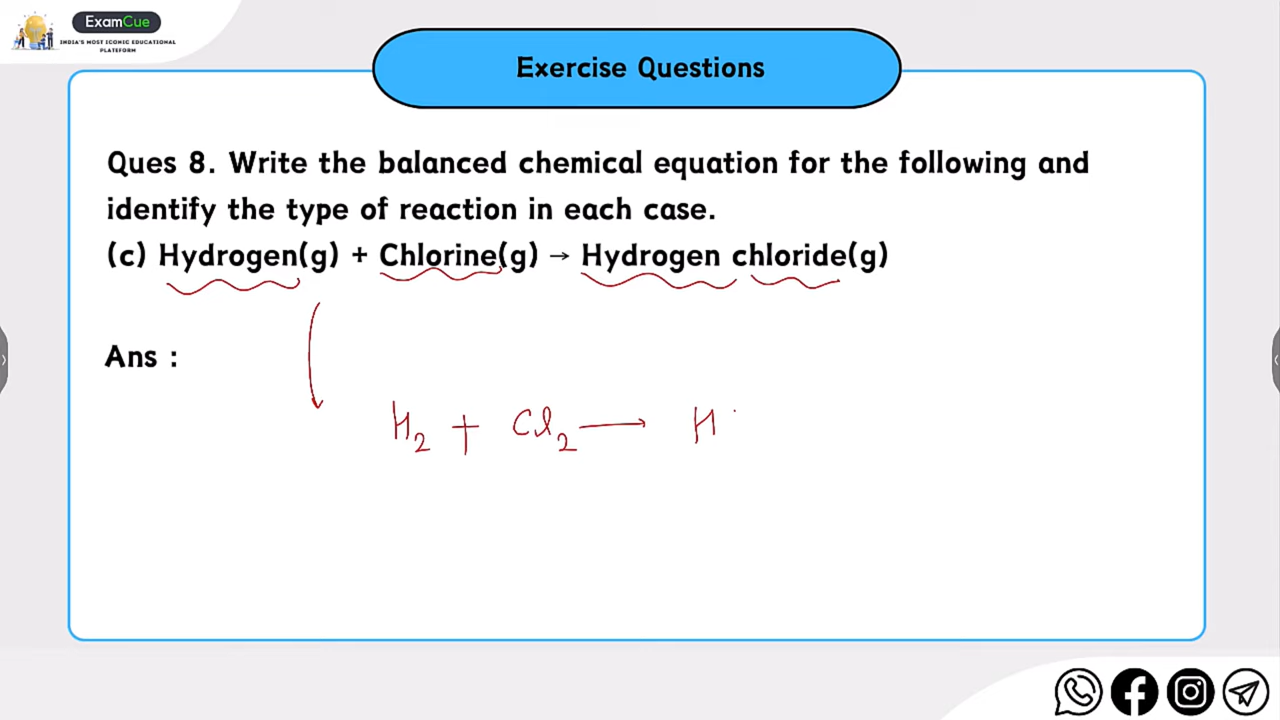 ExamCue
INDIA'S MOST ICONIC EDUCATIONAL
PLATEFORM
Exercise Questions
Ques 8. Write the balanced chemical equation for the following and
identify the type of reaction in each case.
(c) Hydrogen(g) + Chlorine(g) → Hydrogen chloride(g)
Ans :
H₂ + Cl₂ ⟶ H